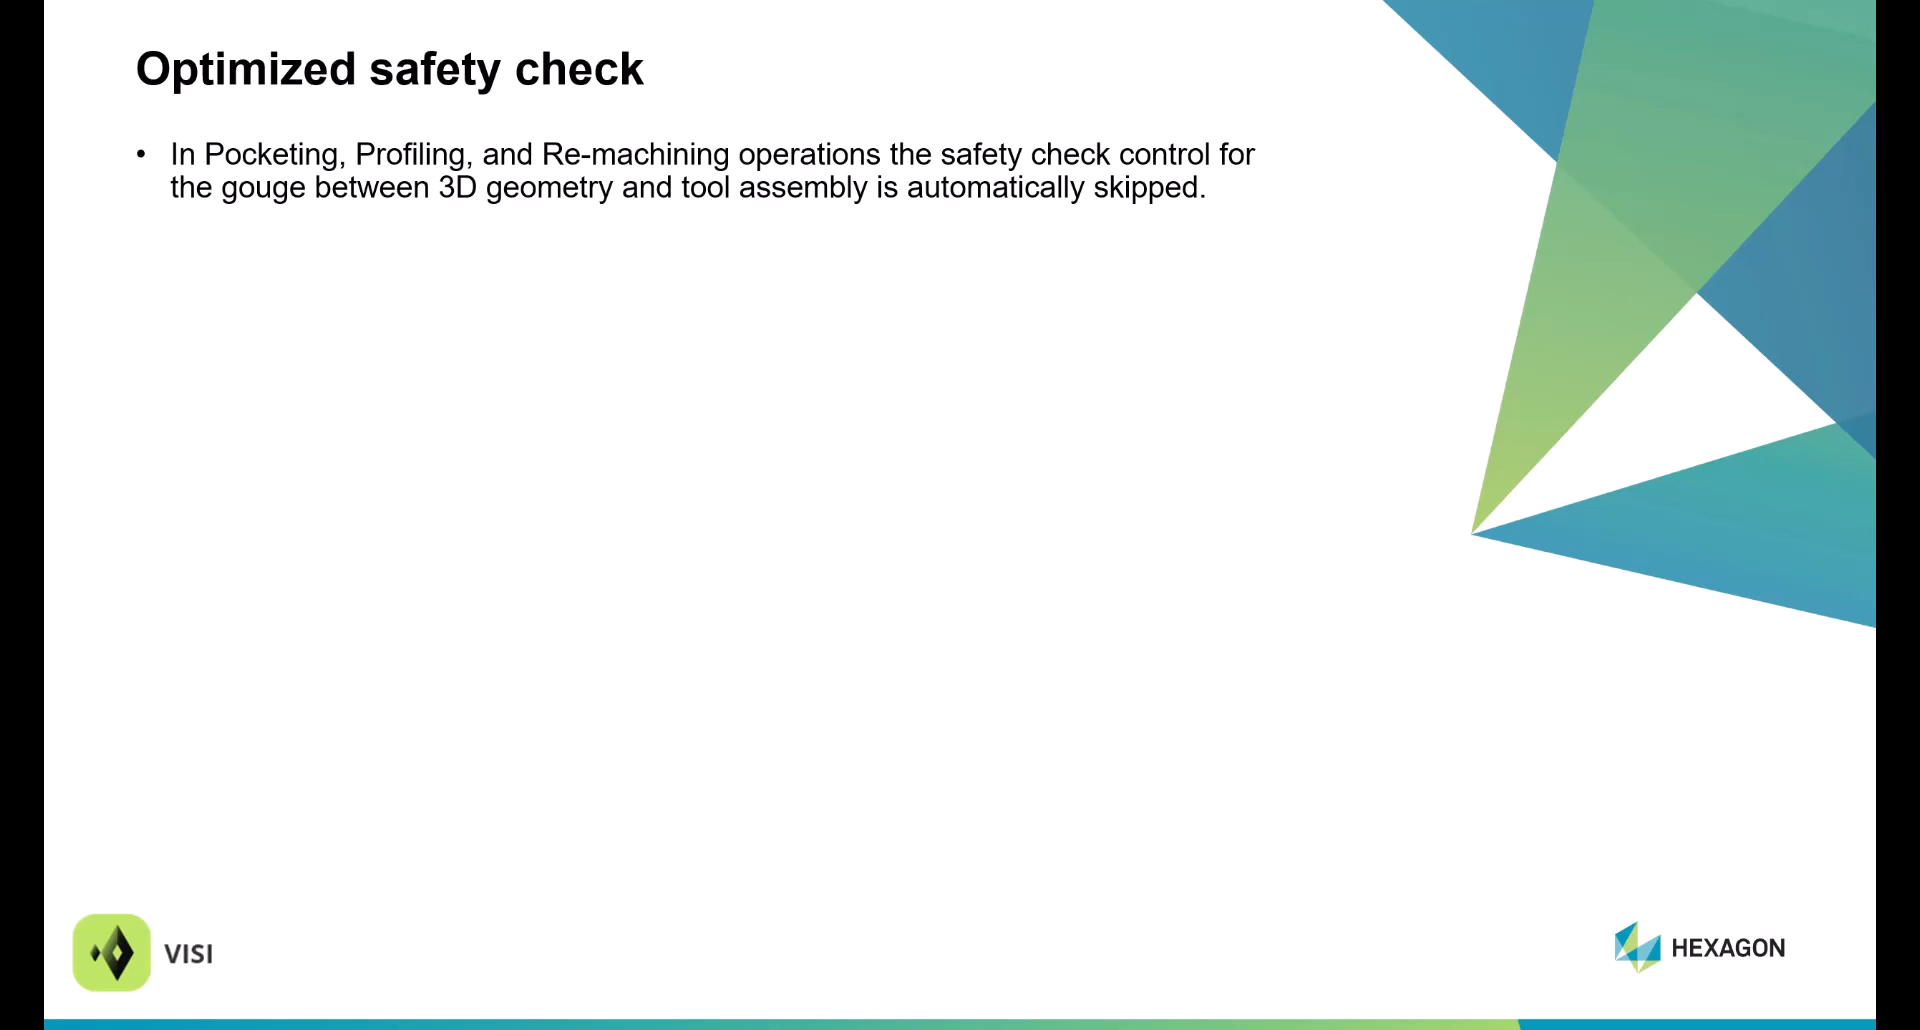 Optimized safety check
• In Pocketing, Profiling, and Re-machining operations the safety check control for
the gouge between 3D geometry and tool assembly is automatically skipped.
VISI
HEXAGON